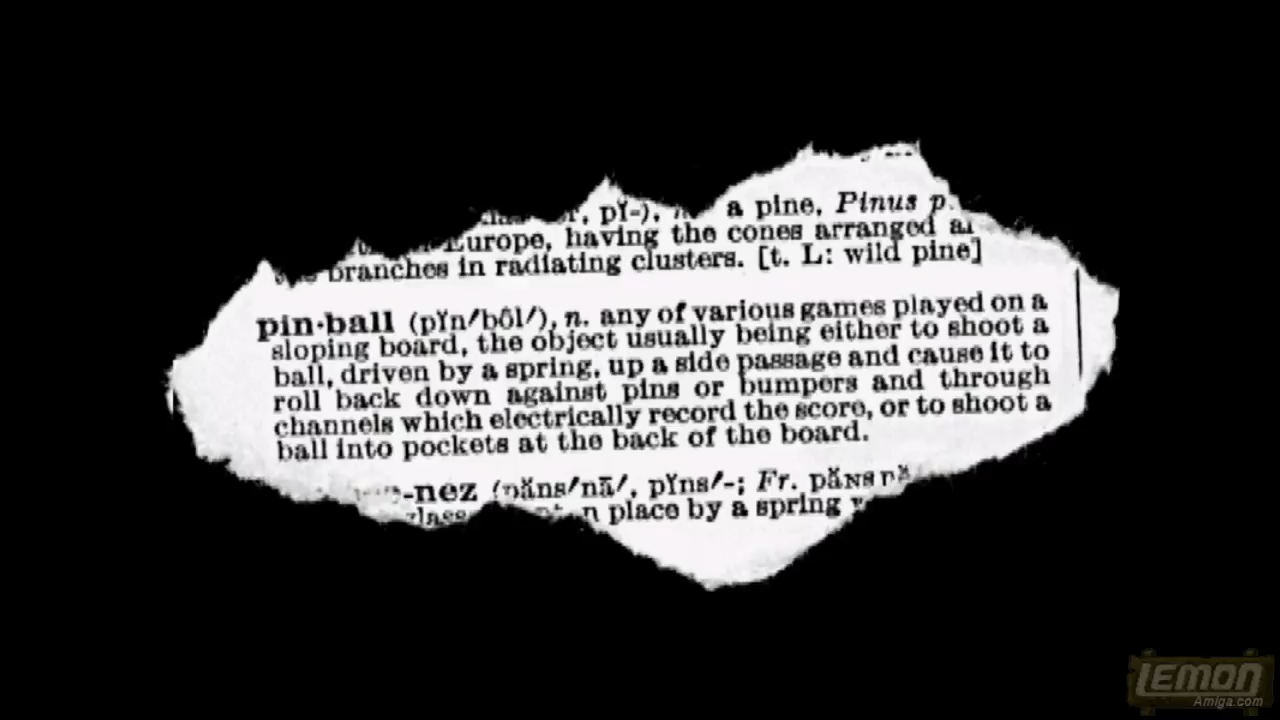 pĭ-), a pine, Pinus p.
Europe, having the cones arranged
branches in radiating clusters. [t. L: wild pine]
pin·ball (pĭn′bôl′), n. any of various games played on a
sloping board, the object usually being either to shoot a
ball, driven by a spring, up a side passage and cause it to
roll back down against pins or bumpers and through
channels which electrically record the score, or to shoot a
ball into pockets at the back of the board.
-nez (păns′nā′, pĭns′-; Fr.
place by a spring
LEMON
Amiga.com